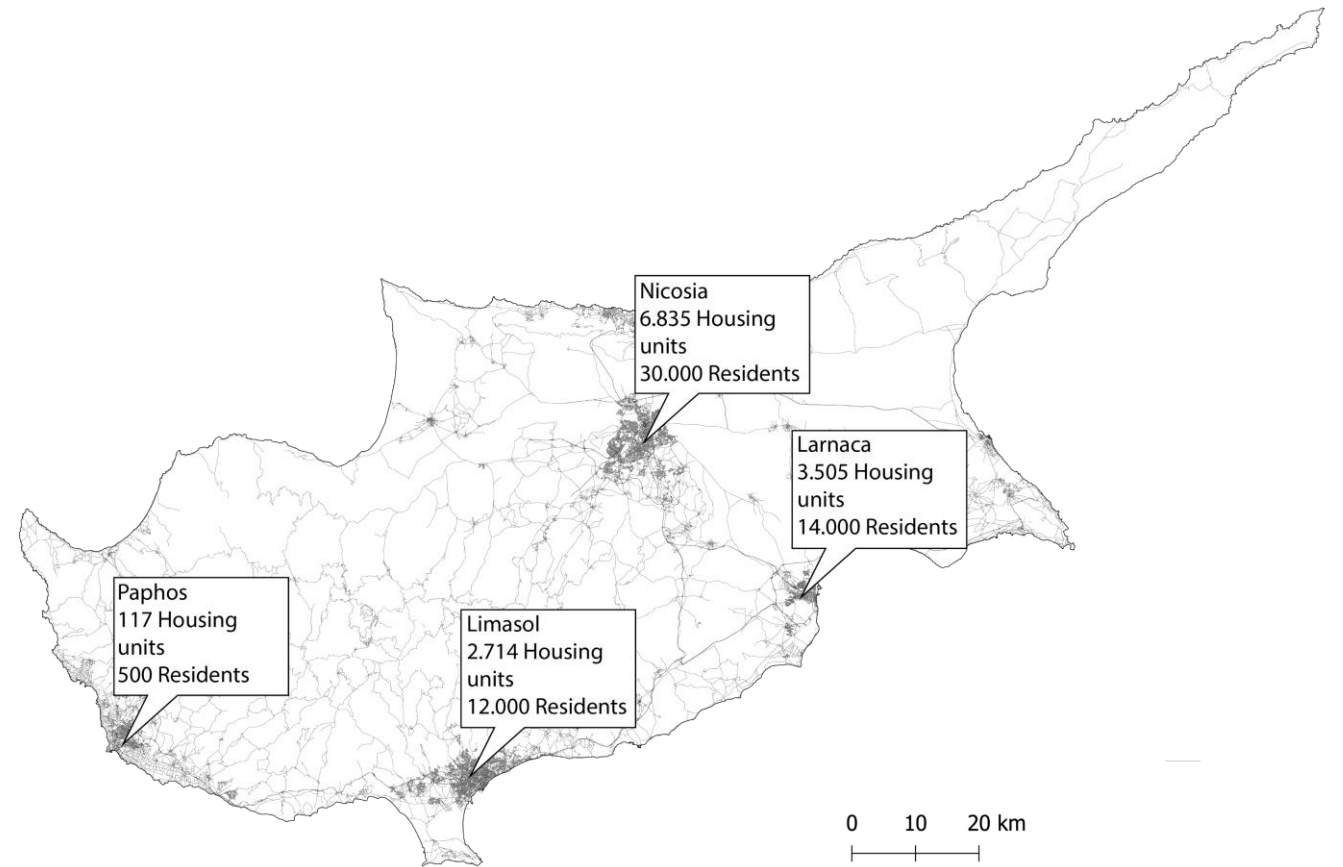 Nicosia
6.835 Housing
units
30.000 Residents
Larnaca
3.505 Housing
units
14.000 Residents
Paphos
117 Housing
units
500 Residents
Limasol
2.714 Housing
units
12.000 Residents
0 10 20 km